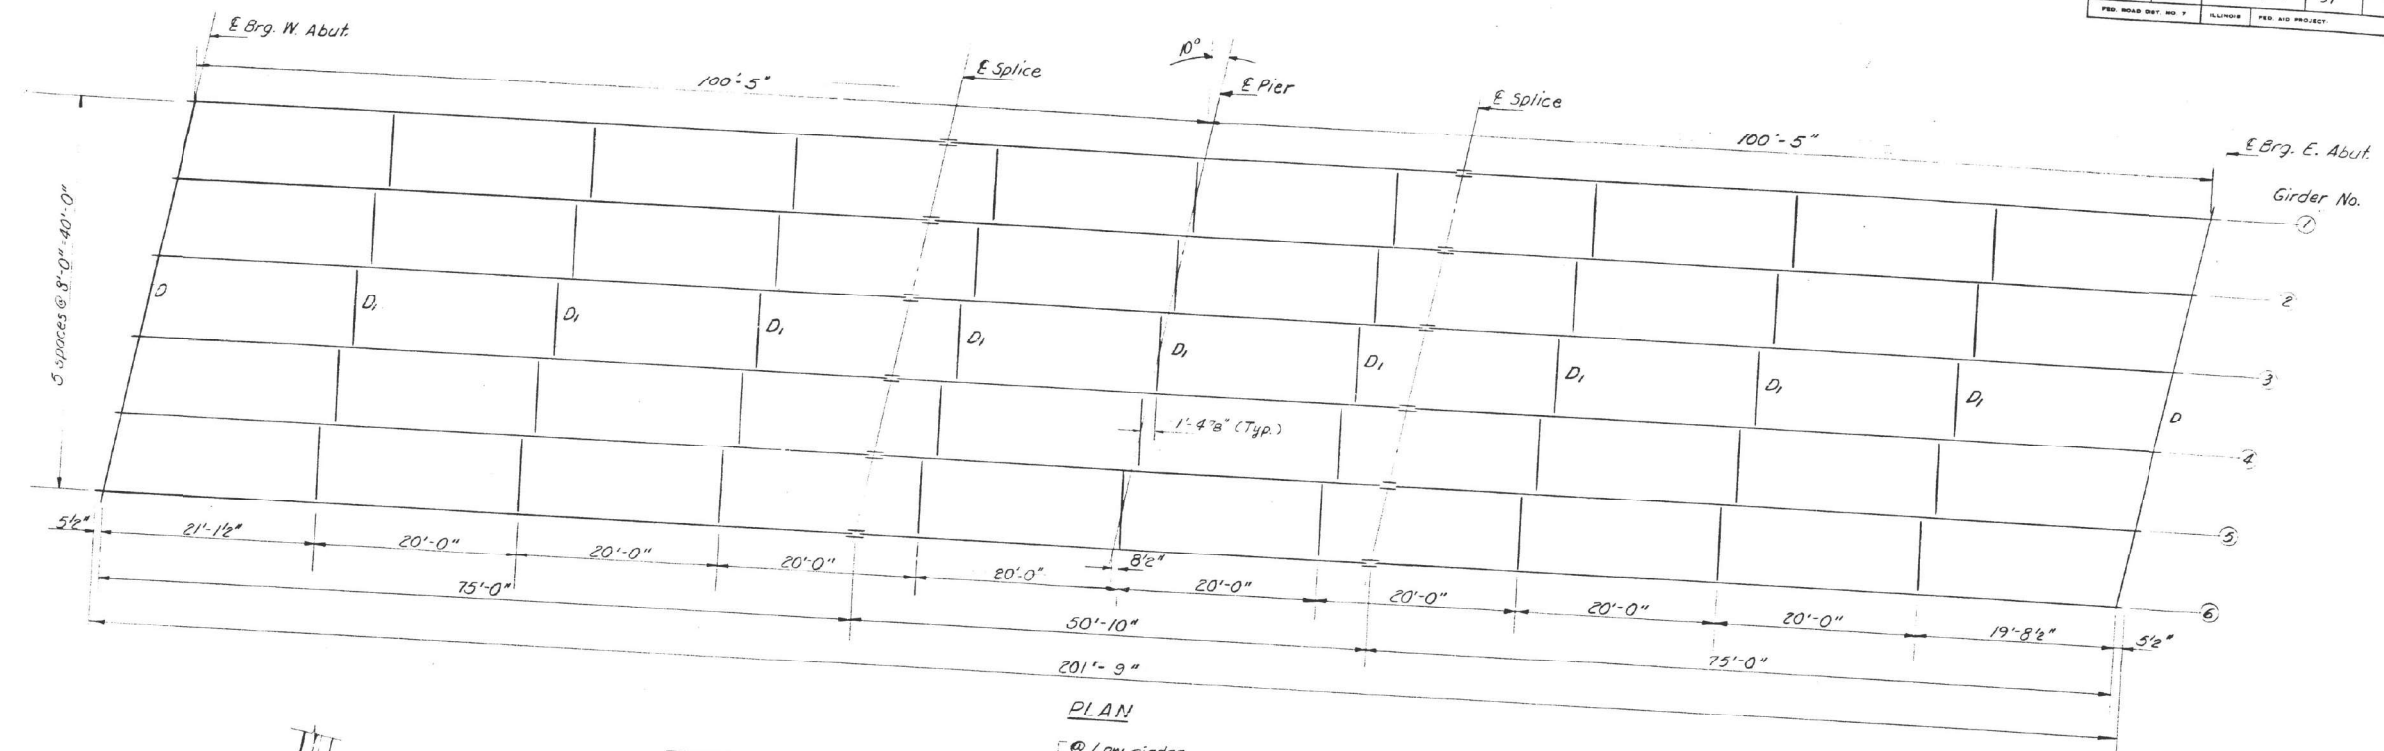 FED. ROAD DIST. NO. 7 ILLINOIS FED. AID PROJECT-
℄ Brg. W. Abut.
100'-5"
℄ Splice
10°
℄ Pier
℄ Splice
100'-5"
℄ Brg. E. Abut.
Girder No.
1
2
3
4
5
6
5 spaces @ 8'-0"=40'-0"
D
D₁
D₁
D₁
D₁
D₁
D₁
D₁
D₁
D₁
D
1'-4⅞" (Typ.)
5½"
21'-1½"
20'-0"
20'-0"
20'-0"
20'-0"
8½"
20'-0"
20'-0"
20'-0"
20'-0"
19'-8½"
5½"
75'-0"
50'-10"
75'-0"
201'-9"
PLAN